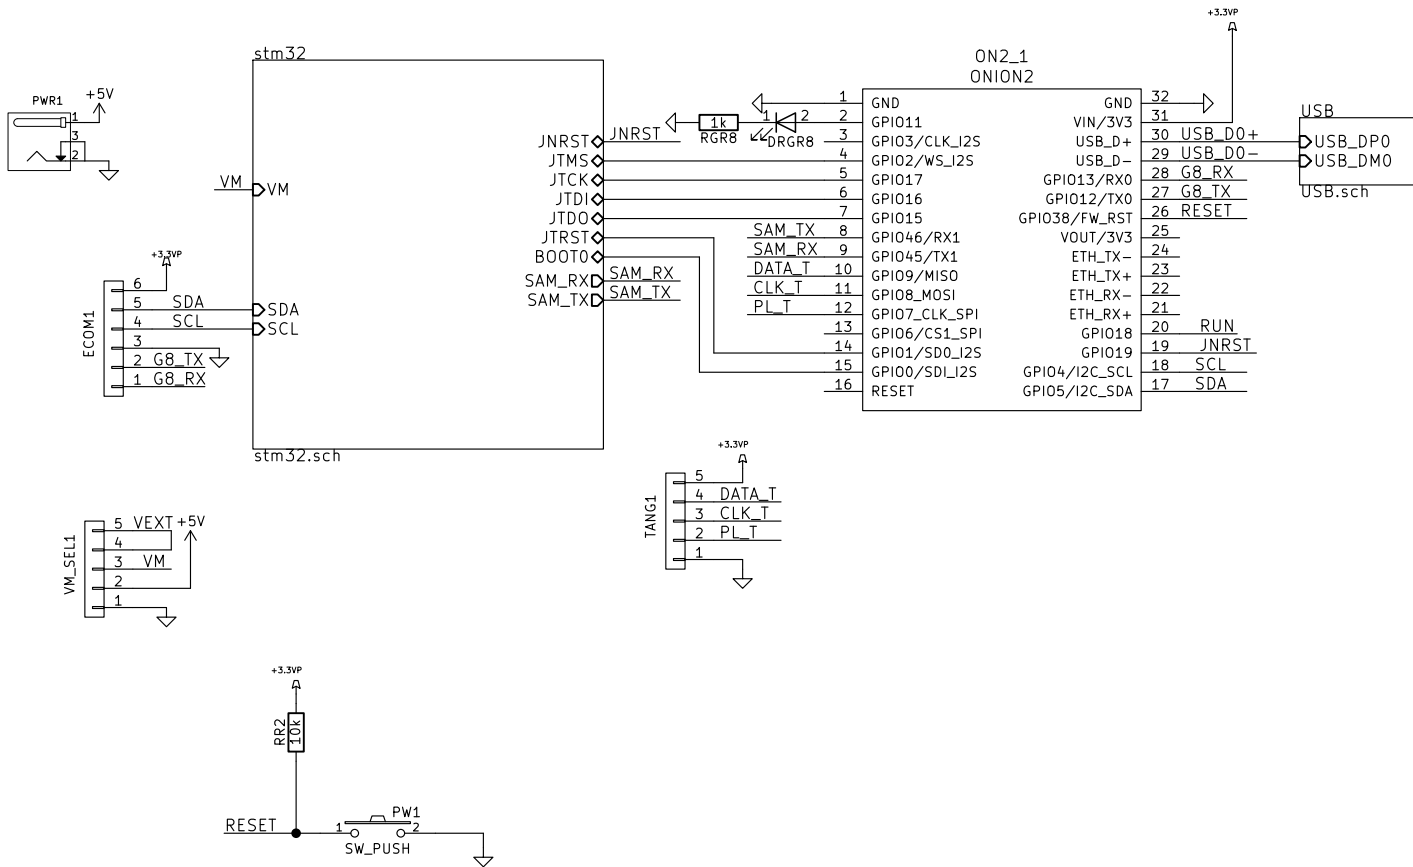 +3.3VP
stm32
ON2_1
ONION2
PWR1
+5V
1
3
2
JNRST
JTMS
JTCK
JTDI
JTDO
JTRST
BOOT0
SAM_RX
SAM_TX
JNRST
SAM_RX
SAM_TX
VM
VM
SDA
SCL
stm32.sch
1k
RGR8
1
2
DRGR8
1 GND
2 GPIO11
3 GPIO3/CLK_I2S
4 GPIO2/WS_I2S
5 GPIO17
6 GPIO16
7 GPIO15
SAM_TX 8 GPIO46/RX1
SAM_RX 9 GPIO45/TX1
DATA_T 10 GPIO9/MISO
CLK_T 11 GPIO8_MOSI
PL_T 12 GPIO7_CLK_SPI
13 GPIO6/CS1_SPI
14 GPIO1/SD0_I2S
15 GPIO0/SDI_I2S
16 RESET
GND 32
VIN/3V3 31
USB_D+ 30 USB_D0+
USB_D- 29 USB_D0-
GPIO13/RX0 28 G8_RX
GPIO12/TX0 27 G8_TX
GPIO38/FW_RST 26 RESET
VOUT/3V3 25
ETH_TX- 24
ETH_TX+ 23
ETH_RX- 22
ETH_RX+ 21
GPIO18 20 RUN
GPIO19 19 JNRST
GPIO4/I2C_SCL 18 SCL
GPIO5/I2C_SDA 17 SDA
USB
USB_DP0
USB_DM0
USB.sch
+3.3VP
ECOM1
6
5 SDA
4 SCL
3
2 G8_TX
1 G8_RX
+3.3VP
TANG1
5
4 DATA_T
3 CLK_T
2 PL_T
1
VM_SEL1
5 VEXT +5V
4
3 VM
2
1
+3.3VP
RR2
10k
RESET
1
PW1
2
SW_PUSH